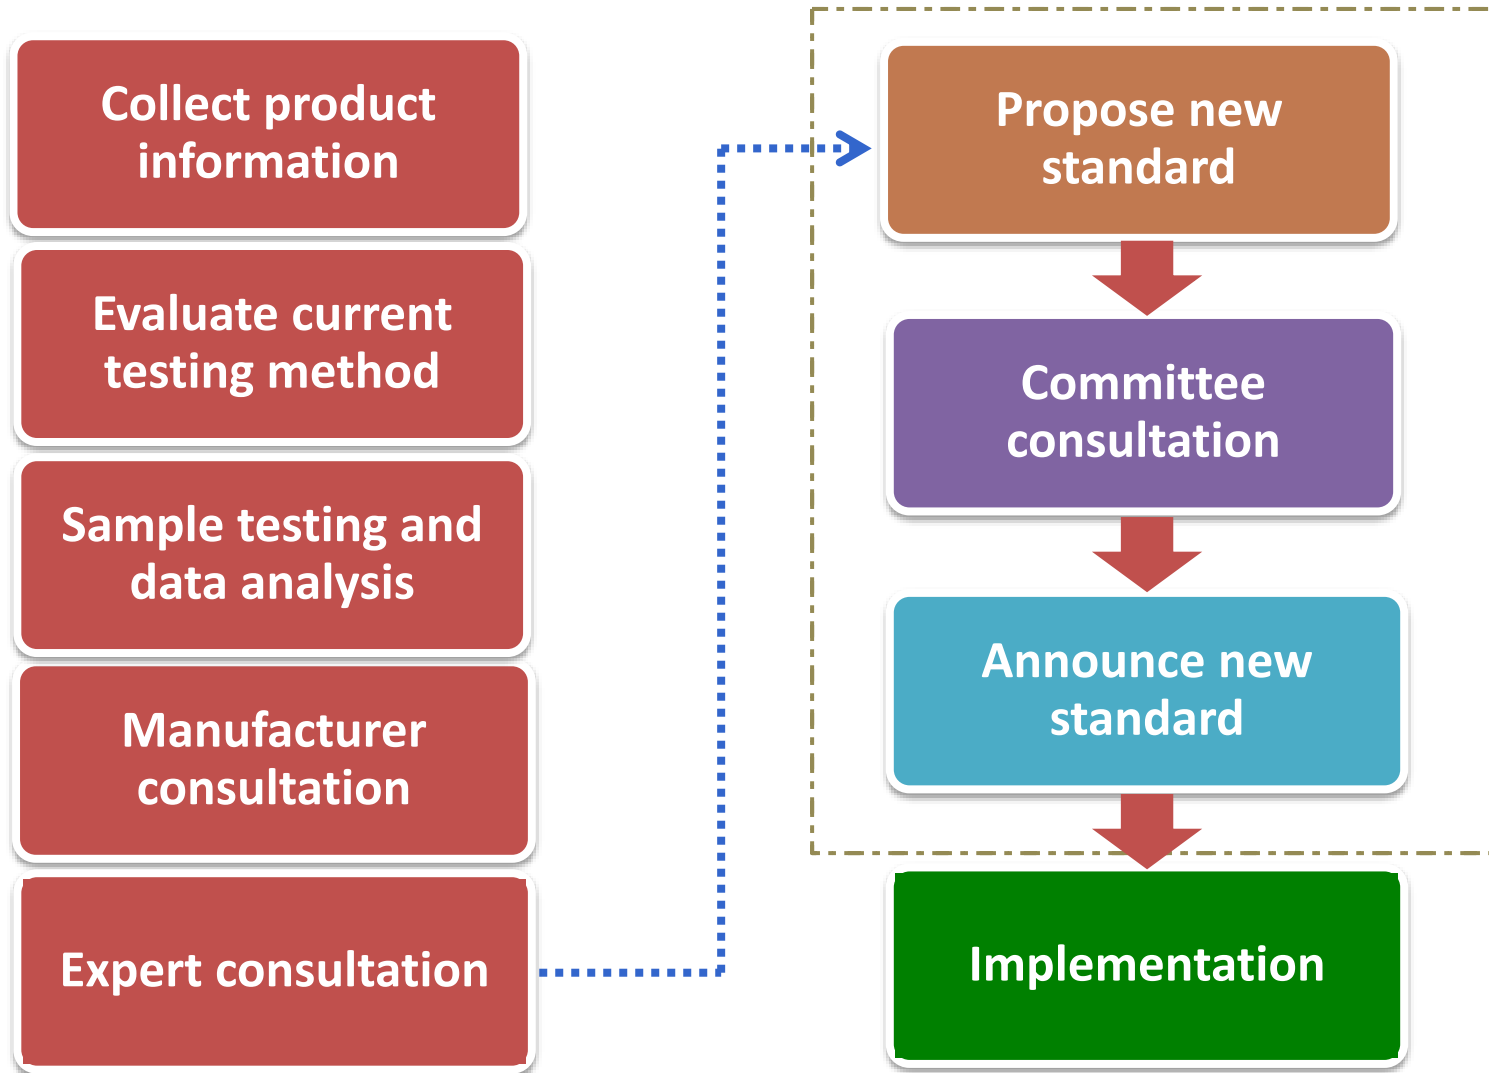 Collect product
information
Evaluate current
testing method
Sample testing and
data analysis
Manufacturer
consultation
Expert consultation
Propose new
standard
Committee
consultation
Announce new
standard
Implementation